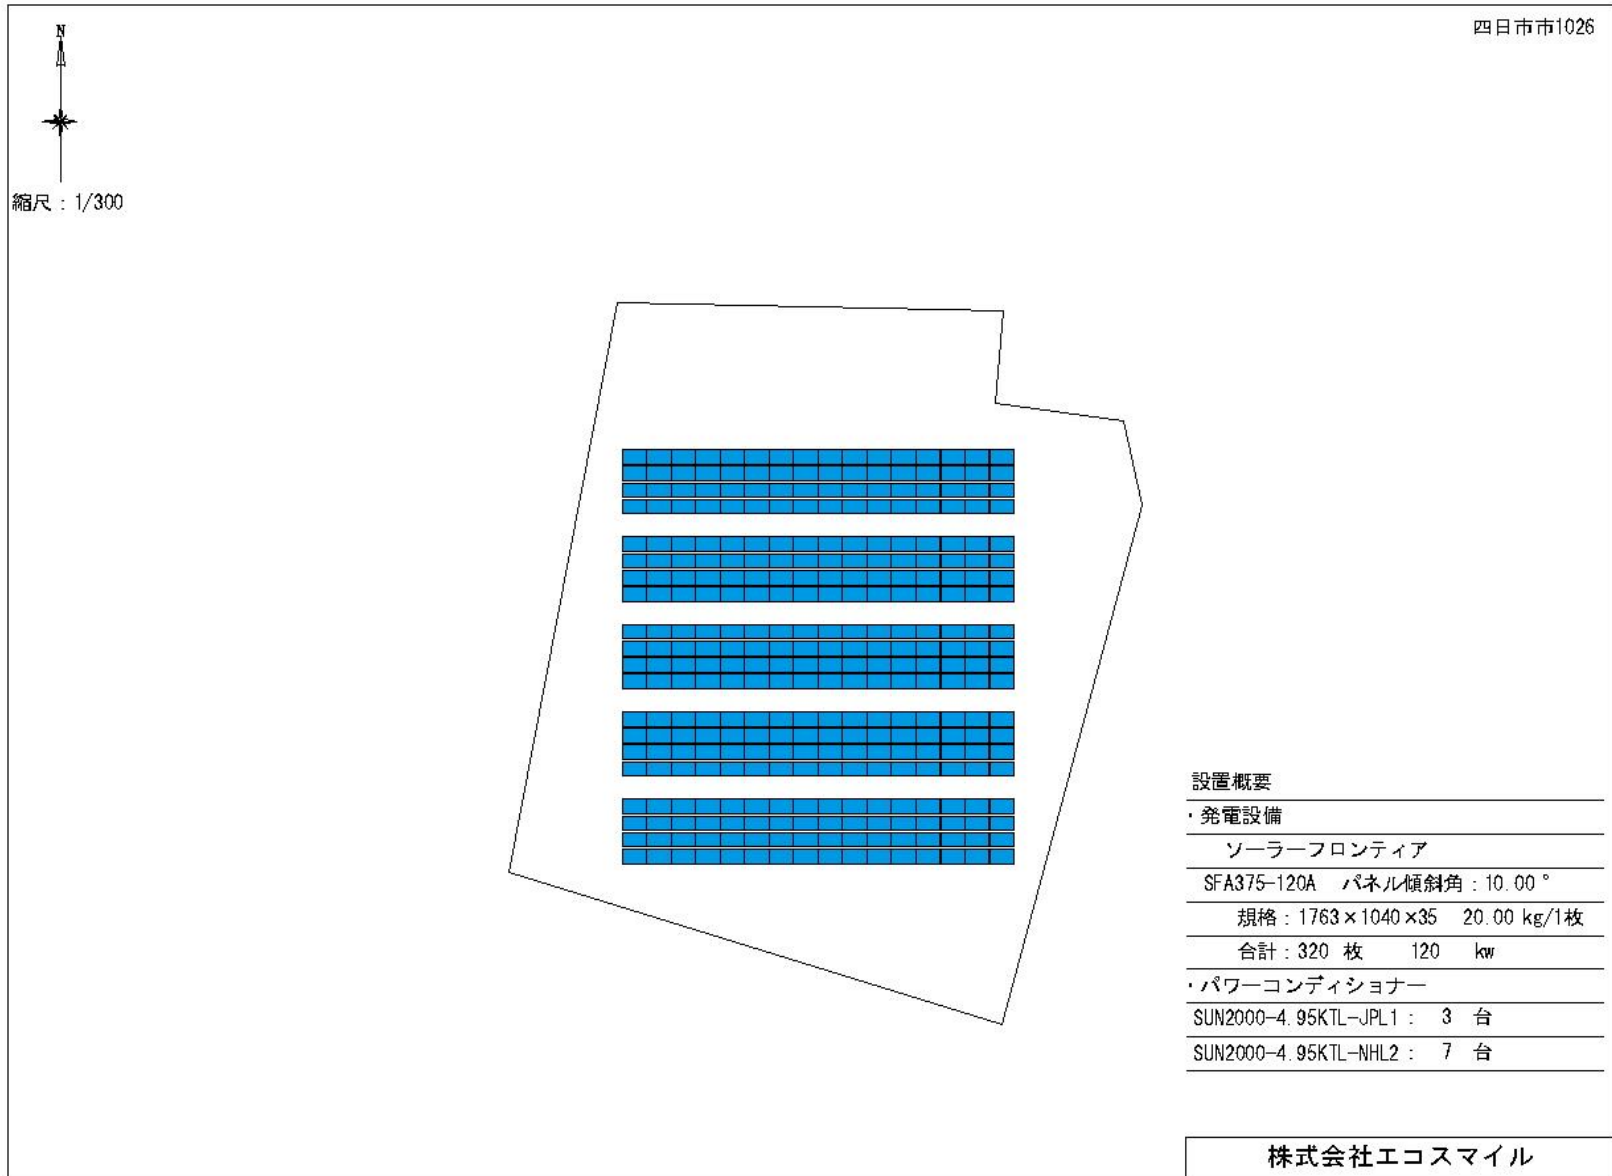 四日市市1026
N
縮尺：1/300
設置概要
・発電設備
ソーラーフロンティア
SFA375-120A パネル傾斜角：10.00°
規格：1763×1040×35 20.00 kg/1枚
合計：320 枚 120 kw
・パワーコンディショナー
SUN2000-4.95KTL-JPL1： 3 台
SUN2000-4.95KTL-NHL2： 7 台
株式会社エコスマイル